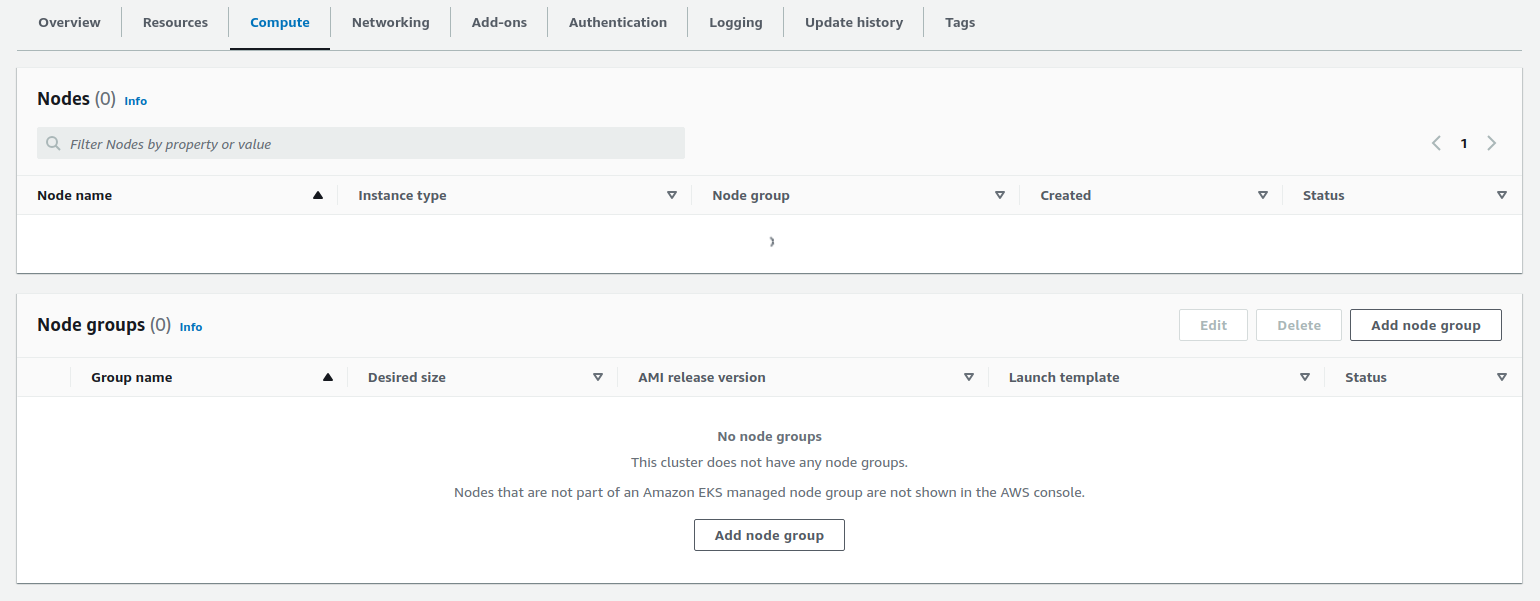 Overview Resources Compute Networking Add-ons Authentication Logging Update history Tags
Nodes (0) Info
Filter Nodes by property or value
1
Node name Instance type Node group Created Status
Node groups (0) Info
Edit Delete Add node group
Group name Desired size AMI release version Launch template Status
No node groups
This cluster does not have any node groups.
Nodes that are not part of an Amazon EKS managed node group are not shown in the AWS console.
Add node group